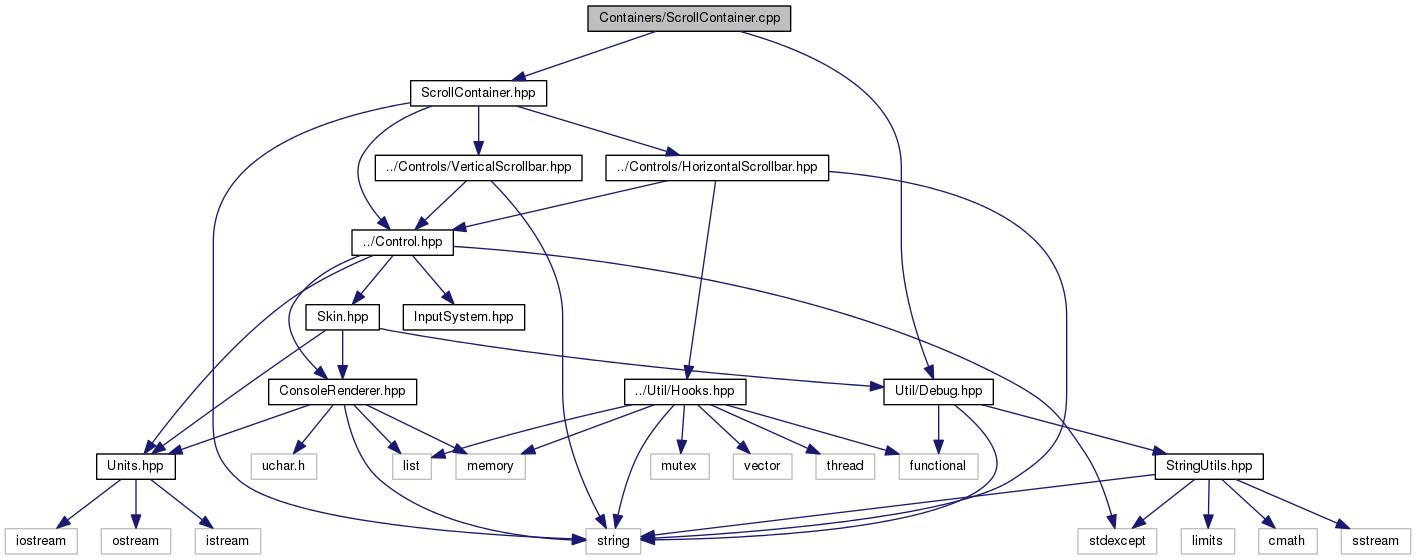 Containers/ScrollContainer.cpp
ScrollContainer.hpp
../Controls/VerticalScrollbar.hpp
../Controls/HorizontalScrollbar.hpp
../Control.hpp
Skin.hpp
InputSystem.hpp
ConsoleRenderer.hpp
../Util/Hooks.hpp
Util/Debug.hpp
Units.hpp
uchar.h
list
memory
mutex
vector
thread
functional
StringUtils.hpp
iostream
ostream
istream
string
stdexcept
limits
cmath
sstream